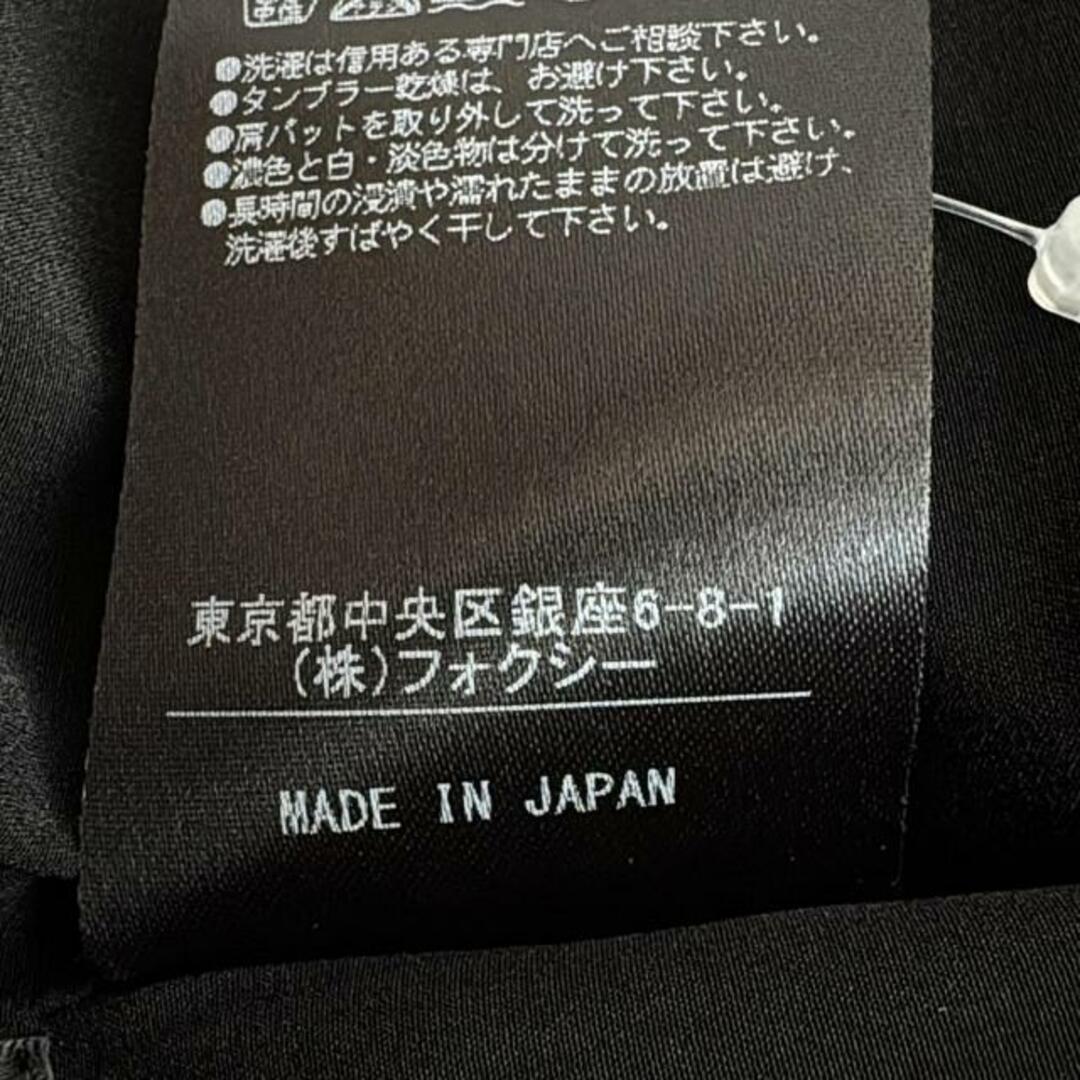 ●洗濯は信用ある専門店へご相談下さい。
●タンブラー乾燥は、お避け下さい。
●肩パットを取り外して洗って下さい。
●濃色と白・淡色物は分けて洗って下さい。
●長時間の浸漬や濡れたままの放置は避け、
洗濯後すばやく干して下さい。
東京都中央区銀座6-8-1
(株)フォクシー
MADE IN JAPAN